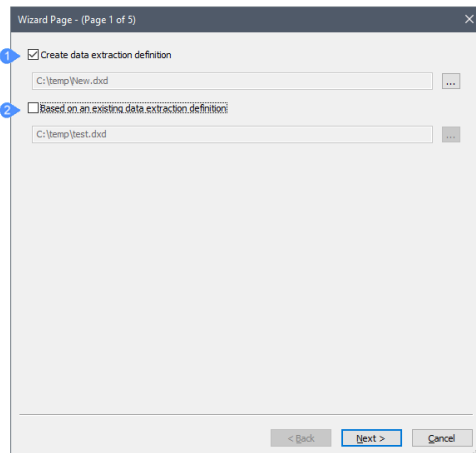 Wizard Page - (Page 1 of 5)
1 Create data extraction definition
C:\temp\New.dxd
...
2 Based on an existing data extraction definition
C:\temp\test.dxd
...
< Back Next > Cancel